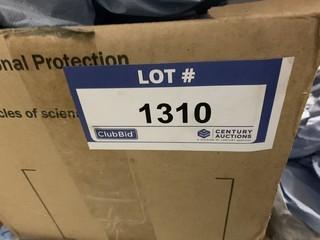 onal Protection
LOT #
cles of scien
1310
ClubBid
CENTURY
AUCTIONS